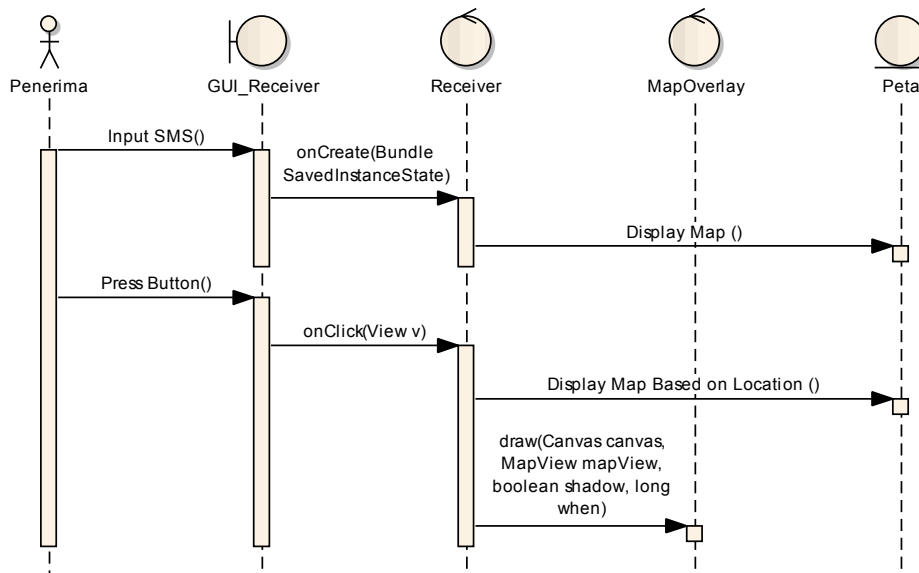 Penerima
GUI_Receiver
Receiver
MapOverlay
Peta
Input SMS()
onCreate(Bundle
SavedInstanceState)
Display Map ()
Press Button()
onClick(View v)
Display Map Based on Location ()
draw(Canvas canvas,
MapView mapView,
boolean shadow, long
when)